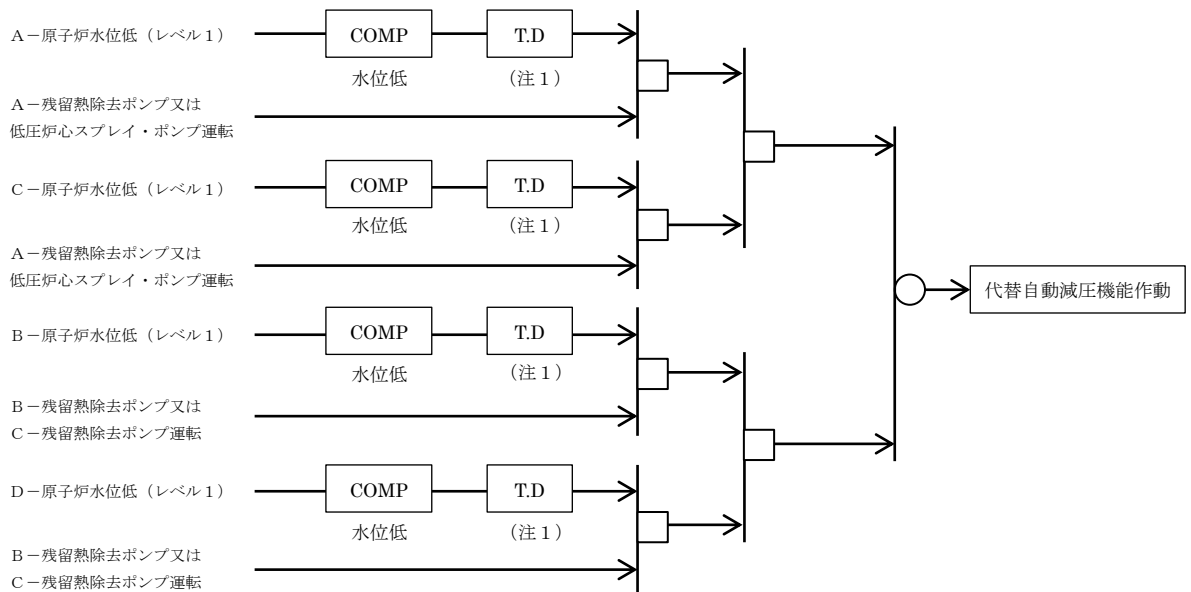 A－原子炉水位低（レベル１）
COMP
T.D
水位低
（注１）
A－残留熱除去ポンプ又は
低圧炉心スプレイ・ポンプ運転
C－原子炉水位低（レベル１）
COMP
T.D
水位低
（注１）
A－残留熱除去ポンプ又は
低圧炉心スプレイ・ポンプ運転
代替自動減圧機能作動
B－原子炉水位低（レベル１）
COMP
T.D
水位低
（注１）
B－残留熱除去ポンプ又は
C－残留熱除去ポンプ運転
D－原子炉水位低（レベル１）
COMP
T.D
水位低
（注１）
B－残留熱除去ポンプ又は
C－残留熱除去ポンプ運転